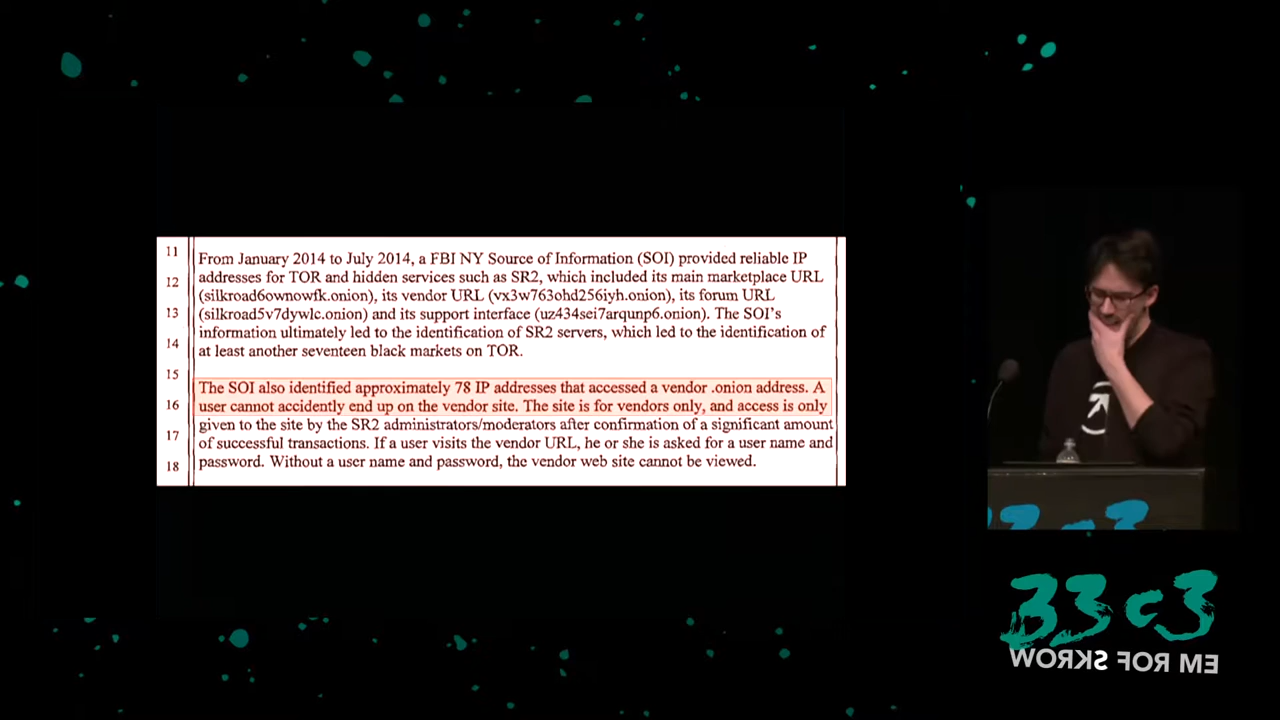 11
From January 2014 to July 2014, a FBI NY Source of Information (SOI) provided reliable IP
12
addresses for TOR and hidden services such as SR2, which included its main marketplace URL
(silkroad6ownowfk.onion), its vendor URL (vx3w763ohd256iyh.onion), its forum URL
13
(silkroad5v7dywlc.onion) and its support interface (uz434sei7arqunp6.onion). The SOI's
information ultimately led to the identification of SR2 servers, which led to the identification of
14
at least another seventeen black markets on TOR.
15
The SOI also identified approximately 78 IP addresses that accessed a vendor .onion address. A
16
user cannot accidently end up on the vendor site. The site is for vendors only, and access is only
given to the site by the SR2 administrators/moderators after confirmation of a significant amount
17
of successful transactions. If a user visits the vendor URL, he or she is asked for a user name and
18
password. Without a user name and password, the vendor web site cannot be viewed.
33c3
WORKS FOR ME